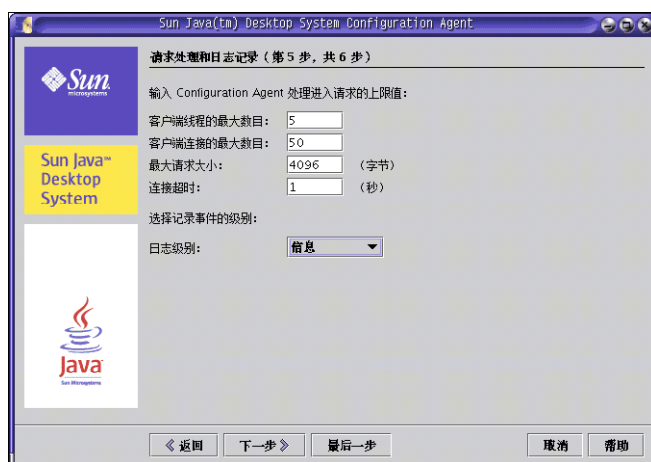 Sun Java(tm) Desktop System Configuration Agent
Sun
microsystems
Sun Java™
Desktop
System
Java
Sun Microsystems
请求处理和日志记录（第 5 步，共 6 步）
输入 Configuration Agent 处理进入请求的上限值：
客户端线程的最大数目： 5
客户端连接的最大数目： 50
最大请求大小： 4096 （字节）
连接超时： 1 （秒）
选择记录事件的级别：
日志级别： 信息
返回 下一步 最后一步 取消 帮助